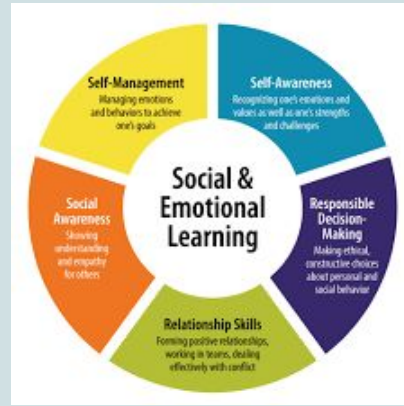 Self-Management
Managing emotions
and behaviors to achieve
one's goals
Self-Awareness
Recognizing one's emotions and
values as well as one's strengths
and challenges
Social &
Emotional
Learning
Social
Awareness
Showing
understanding
and empathy
for others
Responsible
Decision-
Making
Making ethical,
constructive choices
about personal and
social behavior
Relationship Skills
Forming positive relationships,
working in teams, dealing
effectively with conflict